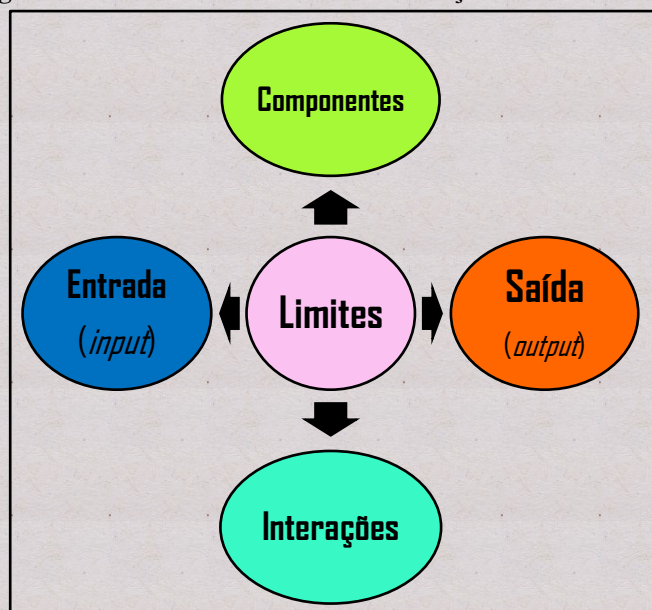 Componentes
Entrada
(input)
Limites
Saída
(output)
Interações